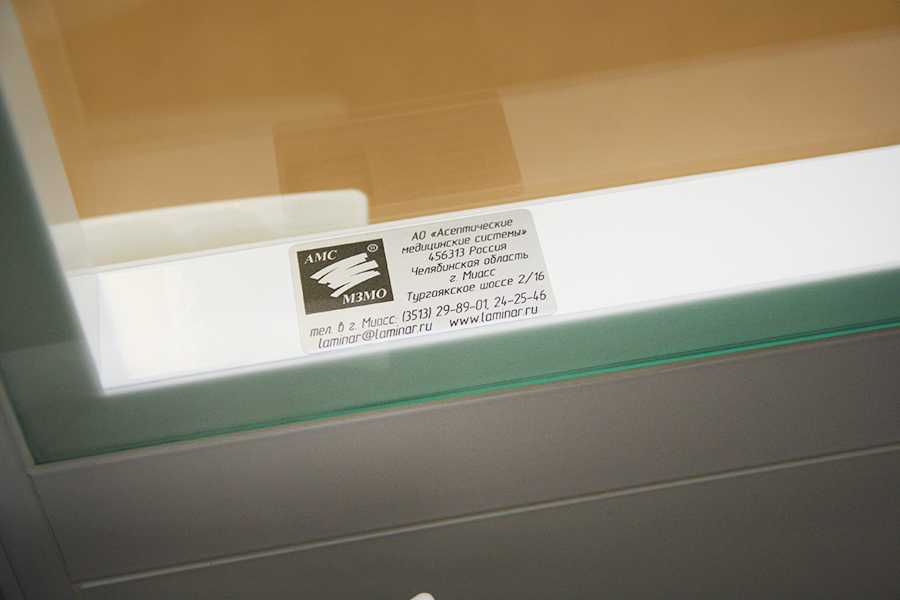 АМС ®
МЗМО
АО «Асептические
медицинские системы»
456313 Россия
Челябинская область
г. Миасс
Тургоякское шоссе 2/16
тел. в г. Миасс: (3513) 29-89-01, 24-25-46
laminar@laminar.ru www.laminar.ru